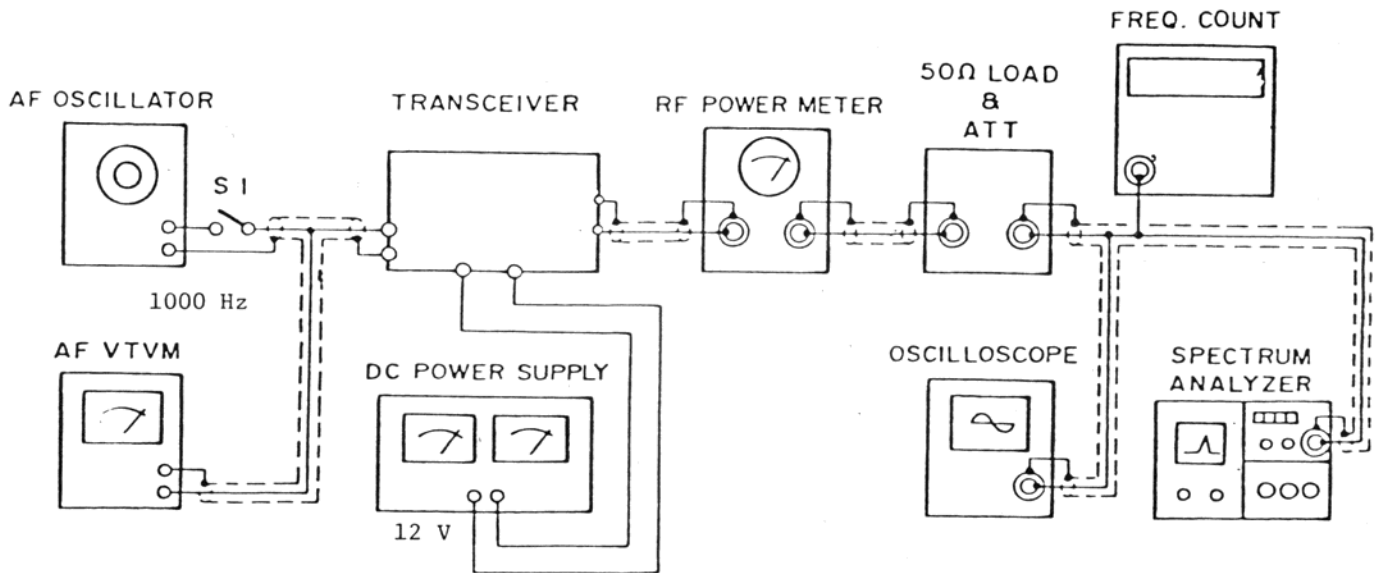 FREQ. COUNT
50Ω LOAD
&
ATT
AF OSCILLATOR
TRANSCEIVER
RF POWER METER
S 1
1000 Hz
AF VTVM
DC POWER SUPPLY
OSCILLOSCOPE
SPECTRUM
ANALYZER
12 V